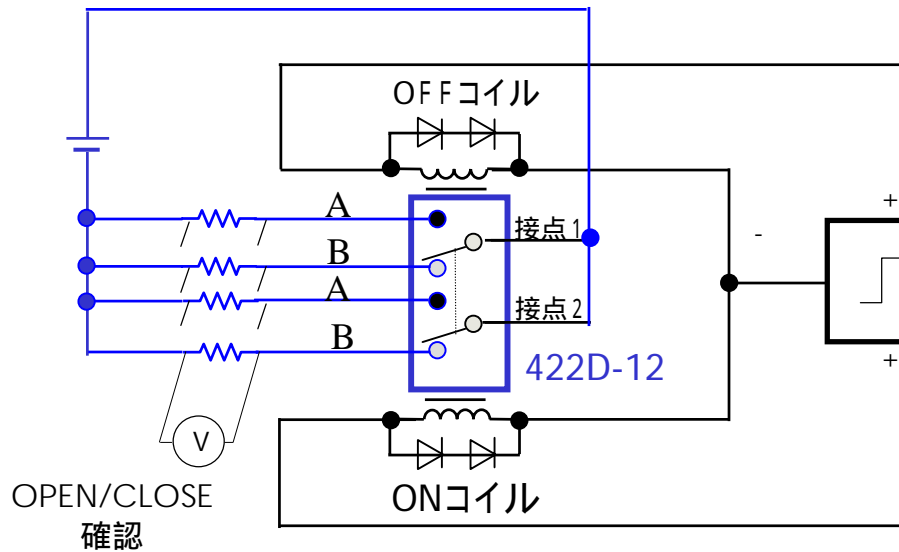 OFFコイル
+
A
接点1
-
B
A
接点2
B
+
422D-12
V
OPEN/CLOSE
確認
ONコイル